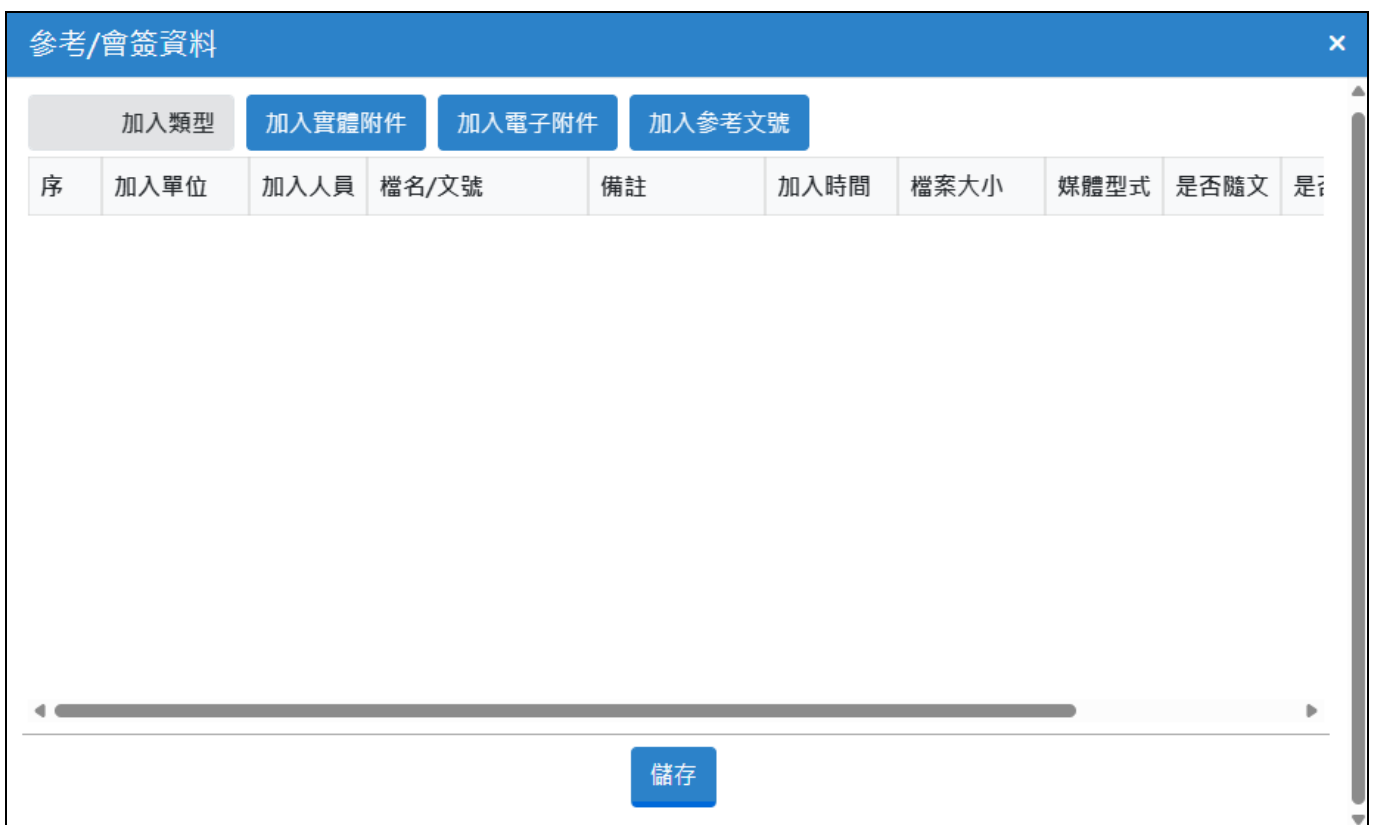 參考/會簽資料 ×
加入類型 加入實體附件 加入電子附件 加入參考文號
序 加入單位 加入人員 檔名/文號 備註 加入時間 檔案大小 媒體型式 是否隨文 是
儲存